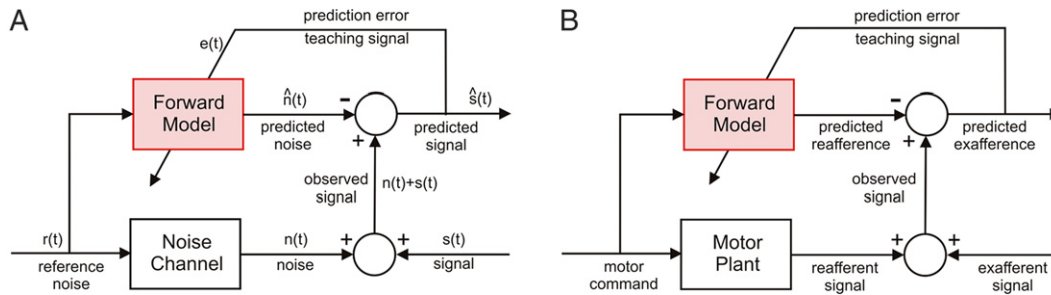 A
prediction error
teaching signal
e(t)
Forward
Model
n̂(t)
predicted
noise
-
+
ŝ(t)
predicted
signal
observed
signal
n(t)+s(t)
r(t)
reference
noise
Noise
Channel
n(t)
noise
+
+
s(t)
signal
B
prediction error
teaching signal
Forward
Model
predicted
reafference
-
+
predicted
exafference
observed
signal
motor
command
Motor
Plant
reafferent
signal
+
+
exafferent
signal